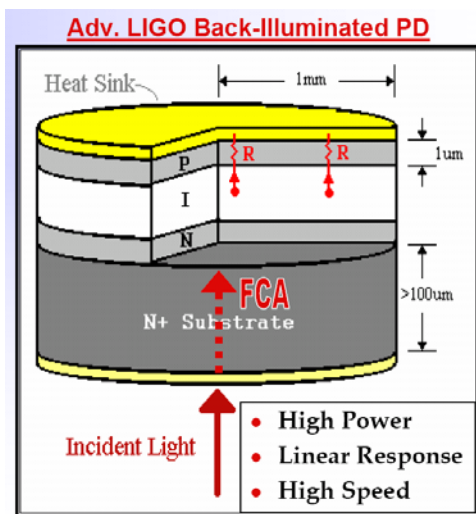 Adv. LIGO Back-Illuminated PD
Heat Sink
1mm
P
R
R
1um
I
N
FCA
N+ Substrate
>100um
Incident Light
• High Power
• Linear Response
• High Speed